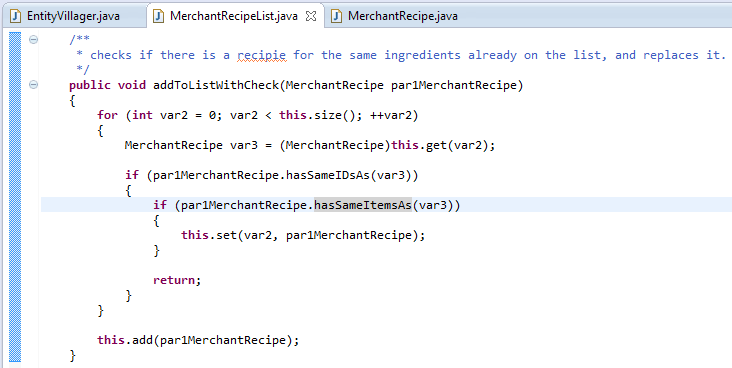 EntityVillager.java MerchantRecipeList.java MerchantRecipe.java
/**
* checks if there is a recipie for the same ingredients already on the list, and replaces it.
*/
public void addToListWithCheck(MerchantRecipe par1MerchantRecipe)
{
for (int var2 = 0; var2 < this.size(); ++var2)
{
MerchantRecipe var3 = (MerchantRecipe)this.get(var2);
if (par1MerchantRecipe.hasSameIDsAs(var3))
{
if (par1MerchantRecipe.hasSameItemsAs(var3))
{
this.set(var2, par1MerchantRecipe);
}
return;
}
}
this.add(par1MerchantRecipe);
}